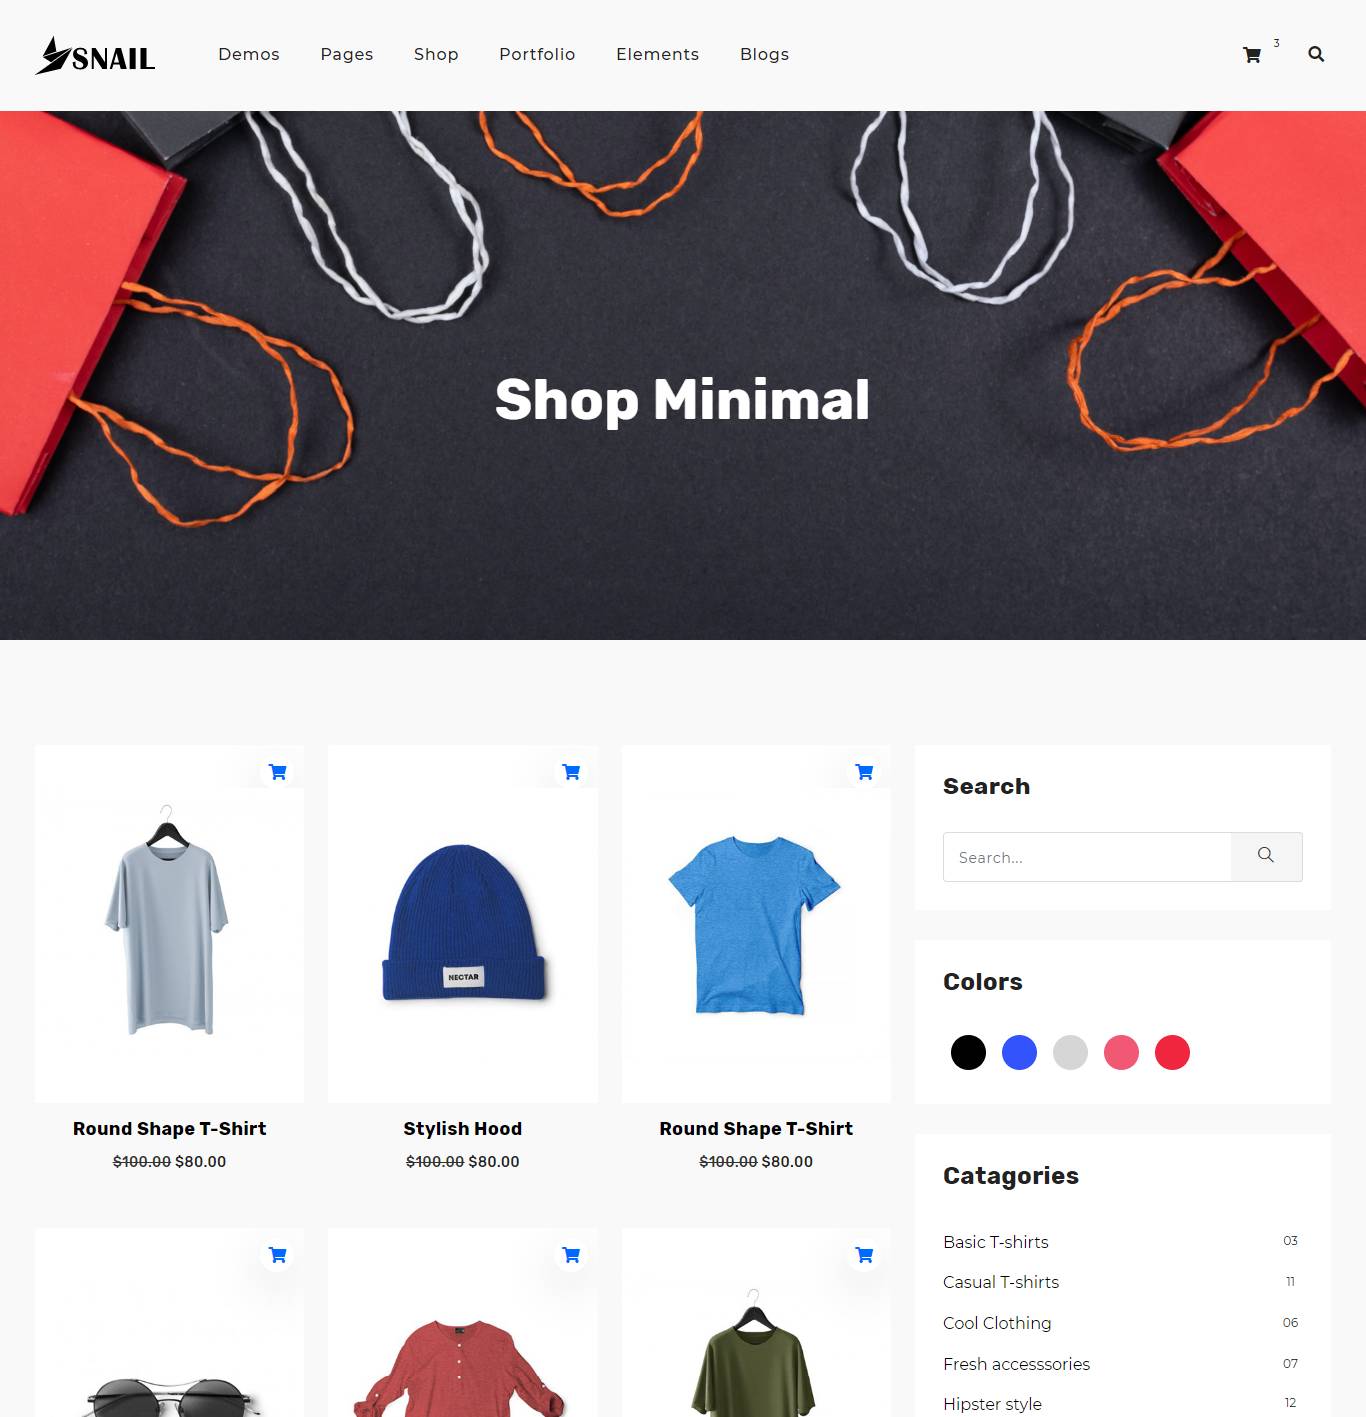 SNAIL
Demos Pages Shop Portfolio Elements Blogs
3
Shop Minimal
NECTAR
Round Shape T-Shirt
$100.00 $80.00
Stylish Hood
$100.00 $80.00
Round Shape T-Shirt
$100.00 $80.00
Search
Search...
Colors
Catagories
Basic T-shirts 03
Casual T-shirts 11
Cool Clothing 06
Fresh accesssories 07
Hipster style 12